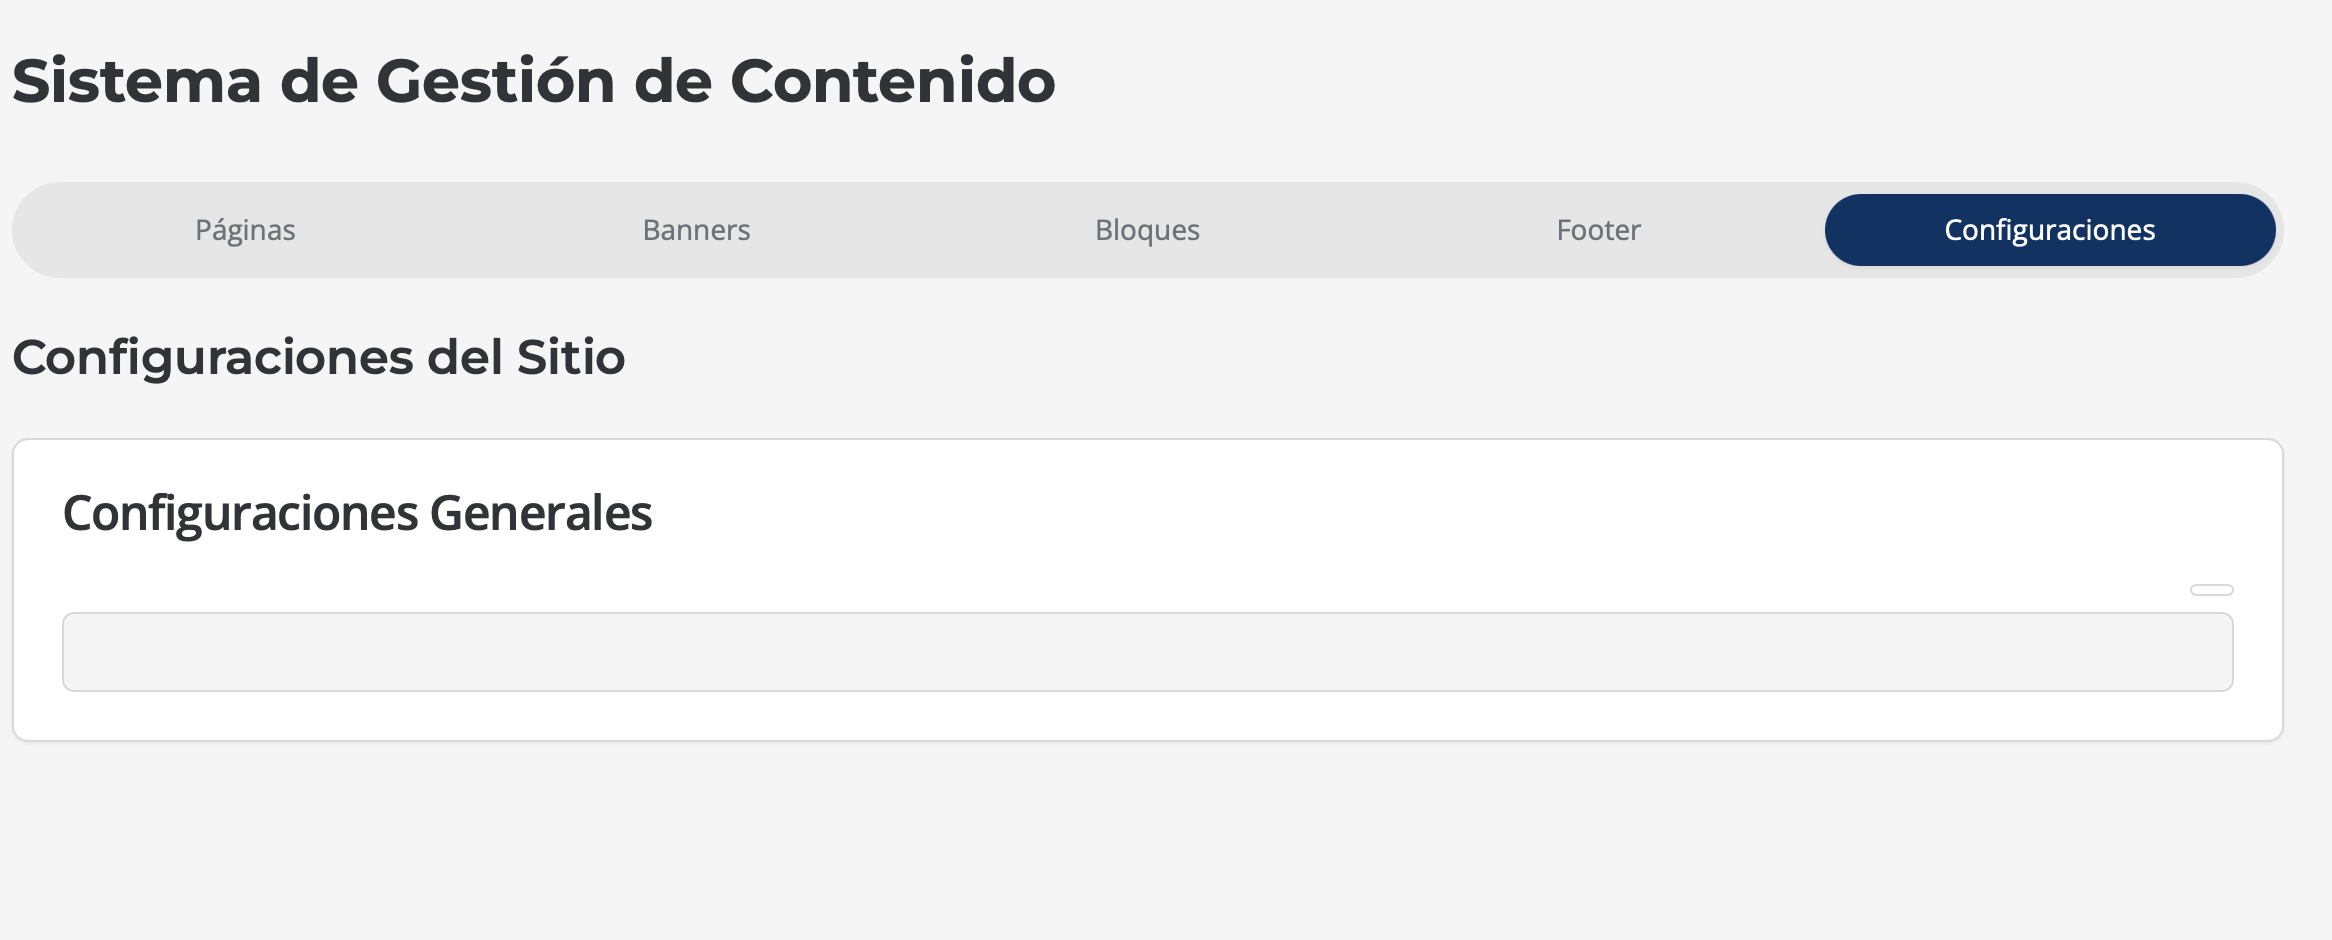 Sistema de Gestión de Contenido
Páginas Banners Bloques Footer Configuraciones
Configuraciones del Sitio
Configuraciones Generales